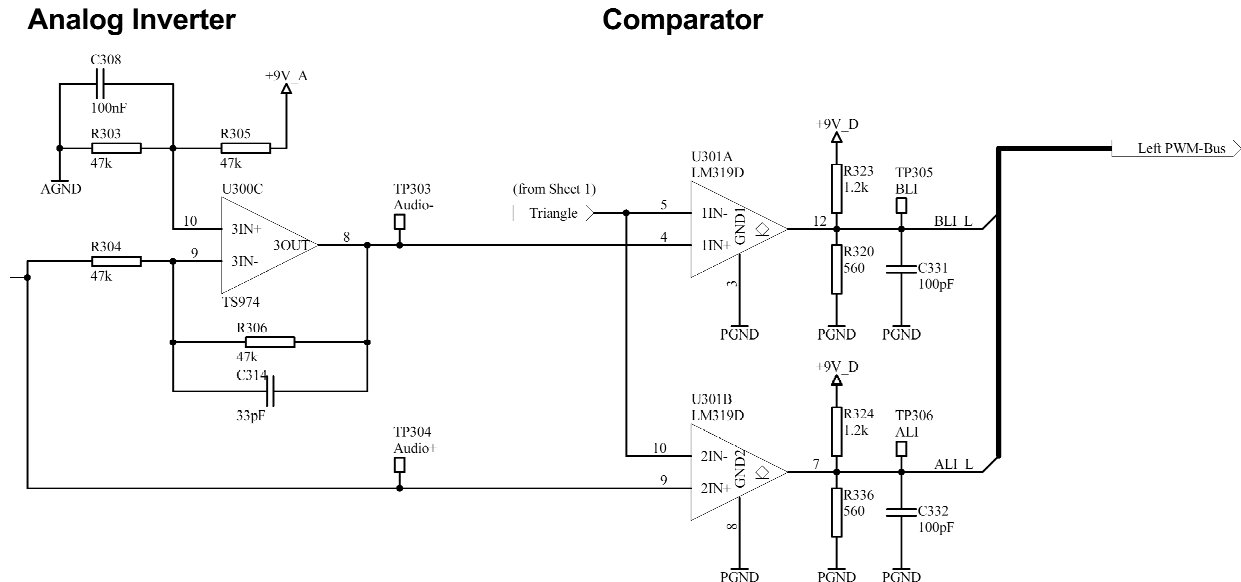 Analog Inverter
Comparator
C308
100nF
+9V_A
R303
47k
R305
47k
AGND
U300C
10
3IN+
3OUT
9
3IN-
8
TS974
R304
47k
R306
47k
C314
33pF
TP303
Audio-
TP304
Audio+
(from Sheet 1)
Triangle
U301A
LM319D
5
1IN-
4
1IN+
GND1
3
12
PGND
+9V_D
R323
1.2k
R320
560
PGND
TP305
BLI
C331
100pF
PGND
BLI_L
Left PWM-Bus
U301B
LM319D
10
2IN-
9
2IN+
GND2
8
7
PGND
+9V_D
R324
1.2k
R336
560
PGND
TP306
ALI
C332
100pF
PGND
ALI_L